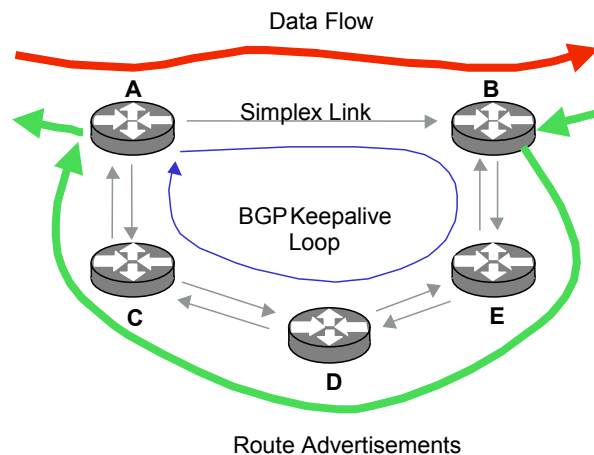 Data Flow
A
B
Simplex Link
BGP Keepalive
Loop
C
E
D
Route Advertisements